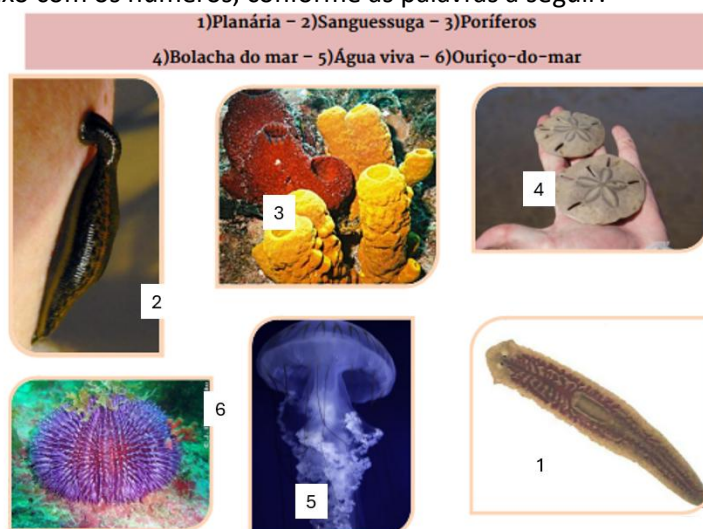 xo com os números, conforme as palavras a seguir:
1)Planária – 2)Sanguessuga – 3)Poríferos
4)Bolacha do mar – 5)Água viva – 6)Ouriço-do-mar
3
4
2
6
5
1